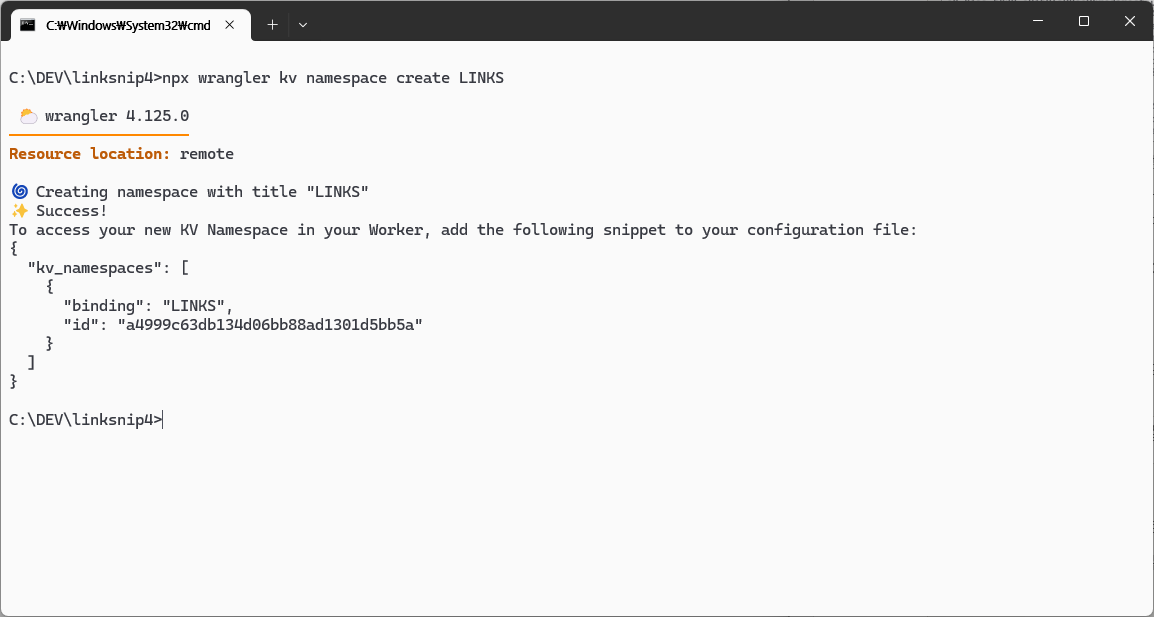 C:₩Windows₩System32₩cmd
C:\DEV\linksnip4>npx wrangler kv namespace create LINKS
wrangler 4.125.0
Resource location: remote
Creating namespace with title "LINKS"
Success!
To access your new KV Namespace in your Worker, add the following snippet to your configuration file:
{
  "kv_namespaces": [
    {
      "binding": "LINKS",
      "id": "a4999c63db134d06bb88ad1301d5bb5a"
    }
  ]
}
C:\DEV\linksnip4>